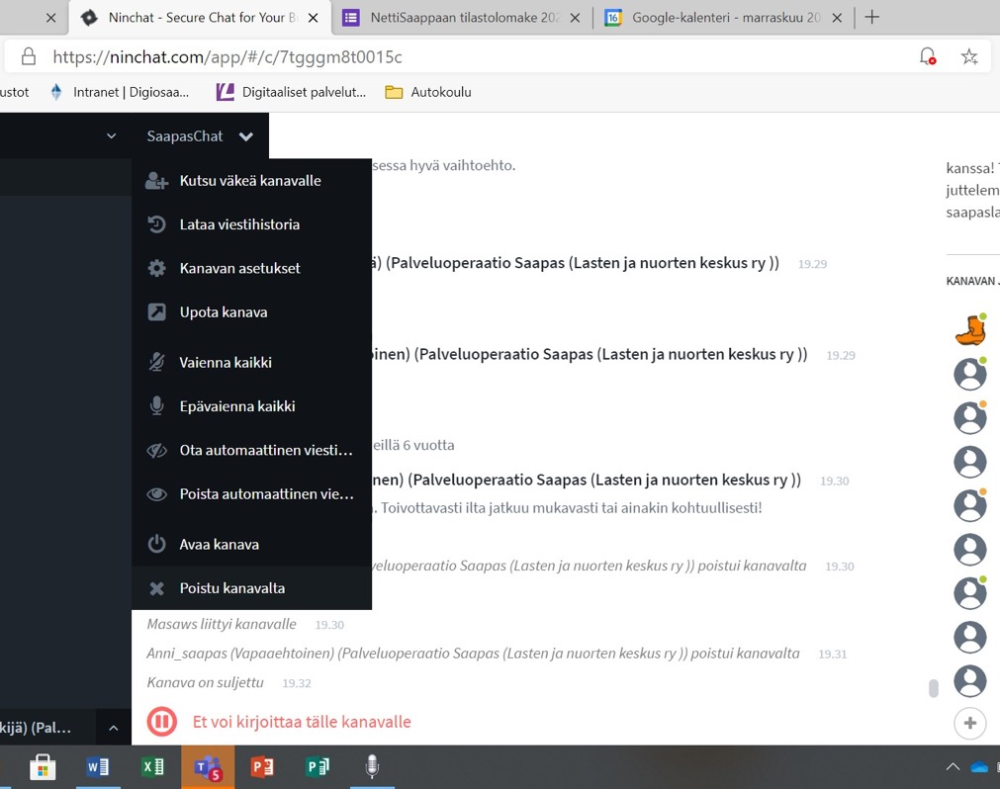 Ninchat - Secure Chat for Your B
NettiSaappaan tilastolomake 202
Google-kalenteri - marraskuu 20
https://ninchat.com/app/#/c/7tgggm8t0015c
ustot
Intranet | Digiosaa...
Digitaaliset palvelut...
Autokoulu
SaapasChat
Kutsu väkeä kanavalle
Lataa viestihistoria
Kanavan asetukset
Upota kanava
Vaienna kaikki
Epävaienna kaikki
Ota automaattinen viesti...
Poista automaattinen vie...
Avaa kanava
Poistu kanavalta
sessa hyvä vaihtoehto.
ä) (Palveluoperaatio Saapas (Lasten ja nuorten keskus ry )) 19.29
inen) (Palveluoperaatio Saapas (Lasten ja nuorten keskus ry )) 19.29
eillä 6 vuotta
nen) (Palveluoperaatio Saapas (Lasten ja nuorten keskus ry )) 19.30
. Toivottavasti ilta jatkuu mukavasti tai ainakin kohtuullisesti!
veluoperaatio Saapas (Lasten ja nuorten keskus ry )) poistui kanavalta 19.30
Masaws liittyi kanavalle 19.30
Anni_saapas (Vapaaehtoinen) (Palveluoperaatio Saapas (Lasten ja nuorten keskus ry )) poistui kanavalta 19.31
Kanava on suljettu 19.32
Et voi kirjoittaa tälle kanavalle
kanssa!
juttelem
saapasla
KANAVAN
kijä) (Pal...